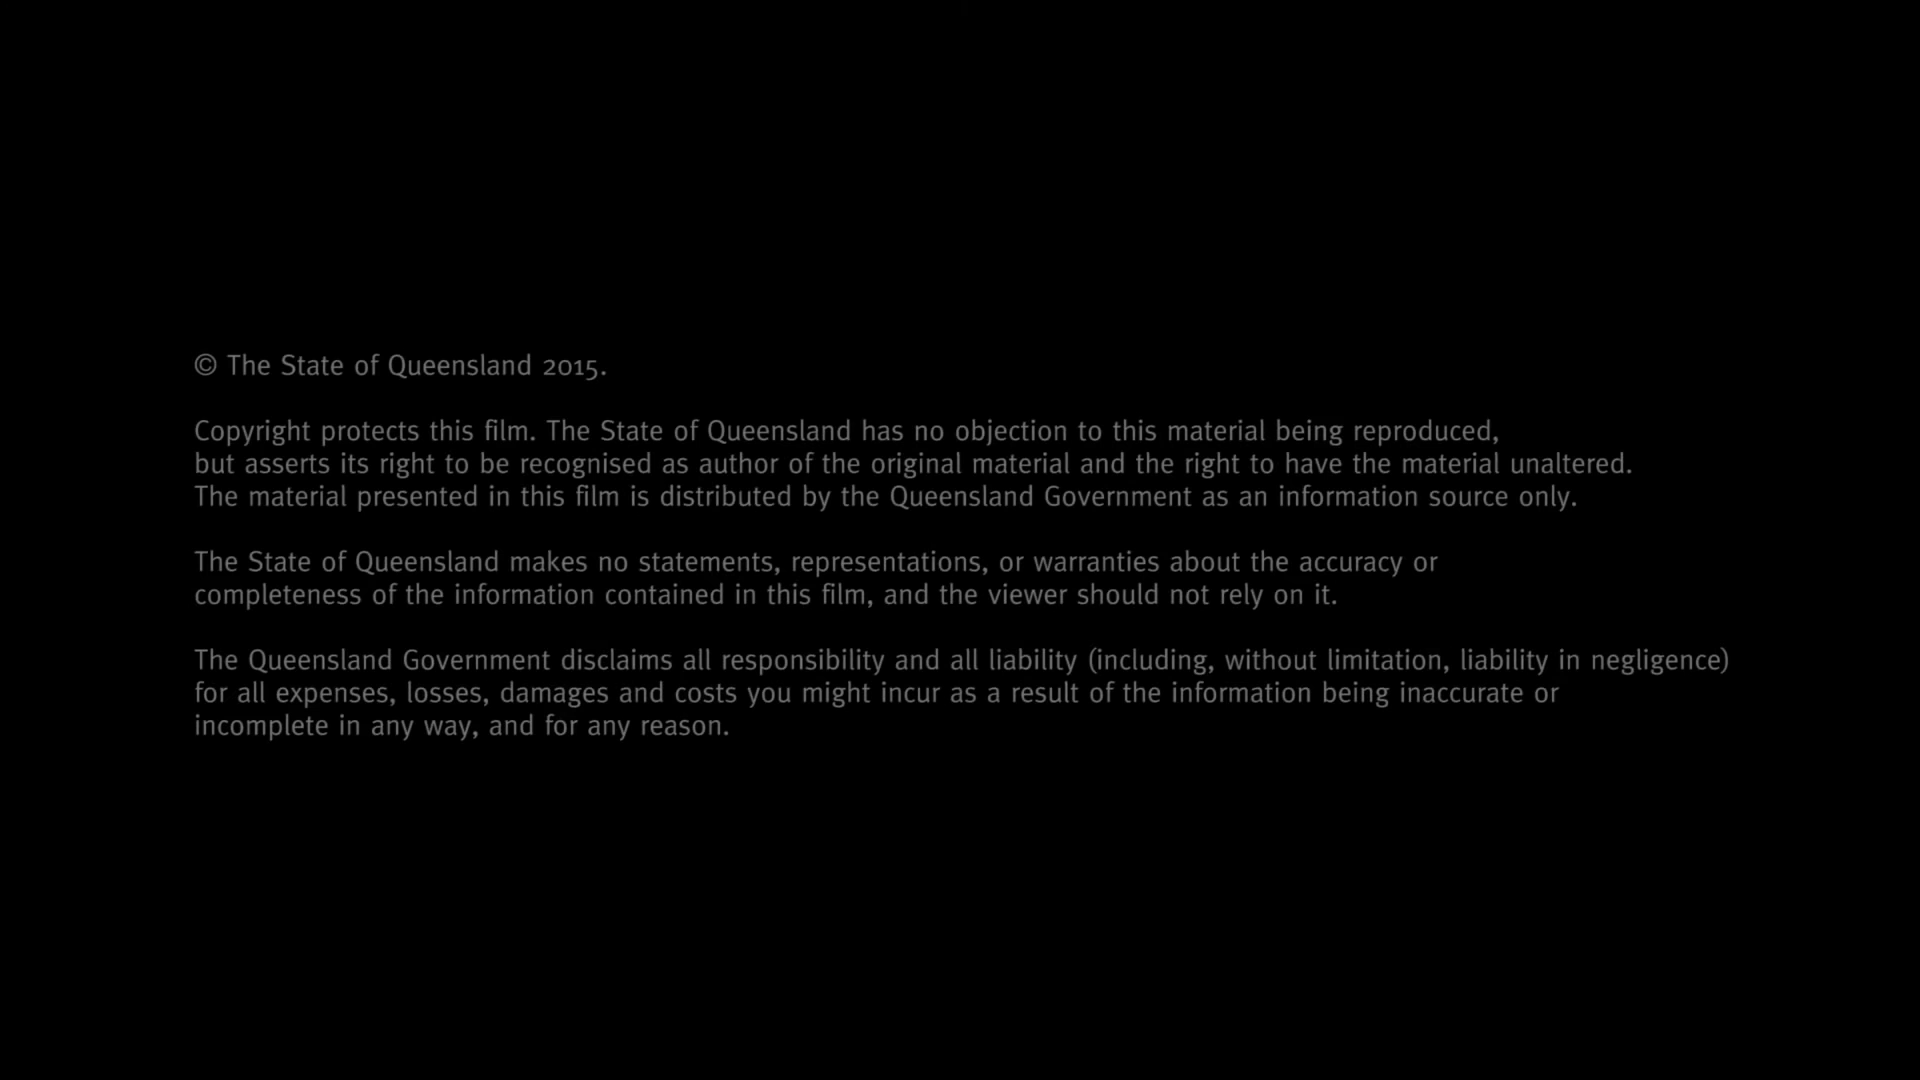 © The State of Queensland 2015.
Copyright protects this film. The State of Queensland has no objection to this material being reproduced,
but asserts its right to be recognised as author of the original material and the right to have the material unaltered.
The material presented in this film is distributed by the Queensland Government as an information source only.
The State of Queensland makes no statements, representations, or warranties about the accuracy or
completeness of the information contained in this film, and the viewer should not rely on it.
The Queensland Government disclaims all responsibility and all liability (including, without limitation, liability in negligence)
for all expenses, losses, damages and costs you might incur as a result of the information being inaccurate or
incomplete in any way, and for any reason.